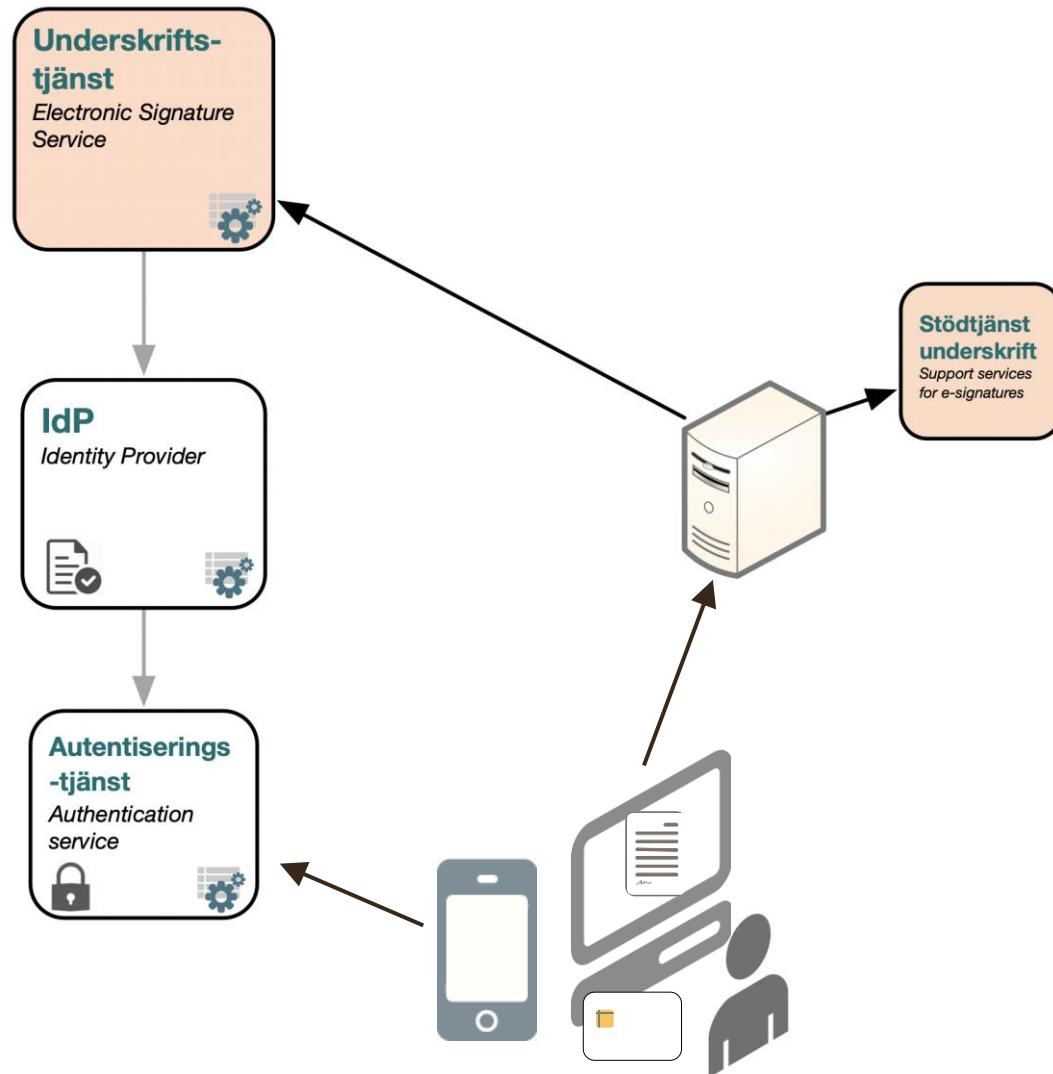 Underskrifts-
tjänst
Electronic Signature
Service
Stödtjänst
underskrift
Support services
for e-signatures
IdP
Identity Provider
Autentiserings
-tjänst
Authentication
service